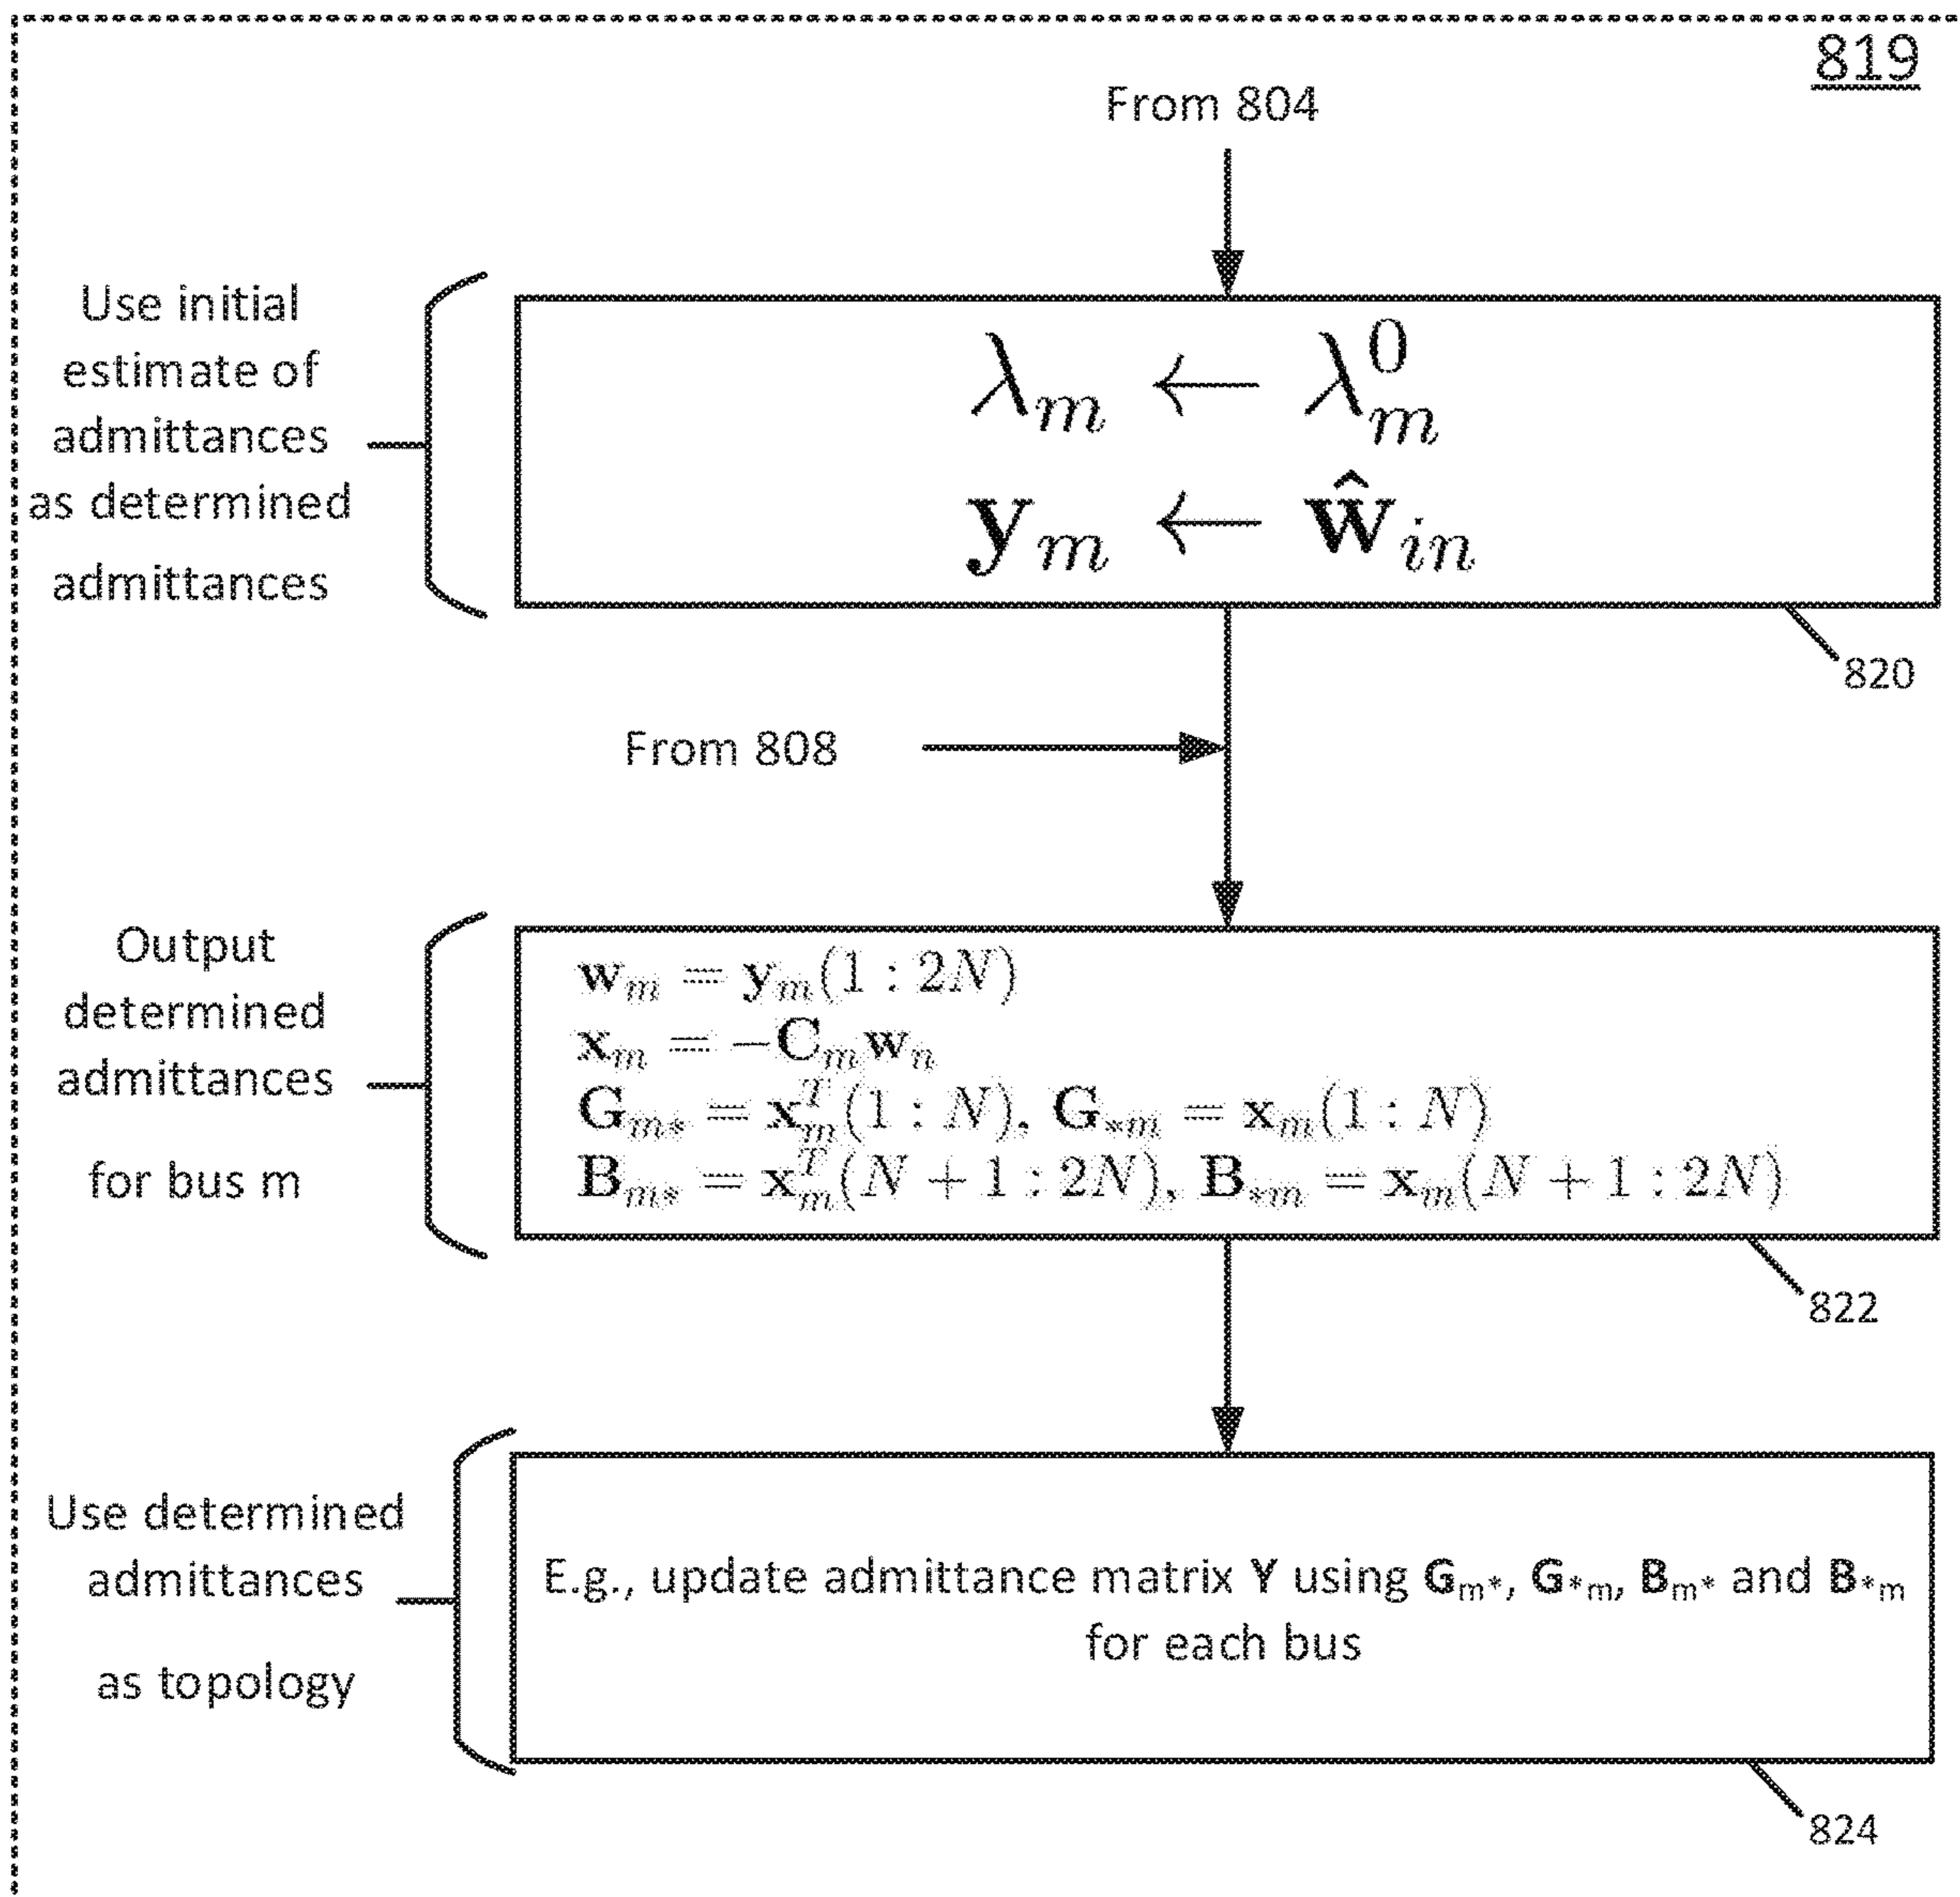 819
From 804
Use initial
estimate of
admittances
as determined
admittances
λ_m ← λ_m^0
𝐲_m ← 𝐰̂_in
820
From 808
Output
determined
admittances
for bus m
𝐰_m = 𝐲_m(1 : 2N)
𝐱_m = −𝐂_m𝐰_n
𝐆_m* = 𝐱_m^T(1 : N), 𝐆_*m = 𝐱_m(1 : N)
𝐁_m* = 𝐱_m^T(N + 1 : 2N), 𝐁_*m = 𝐱_m(N + 1 : 2N)
822
Use determined
admittances
as topology
E.g., update admittance matrix Y using G_m*, G_*m, B_m* and B_*m
for each bus
824